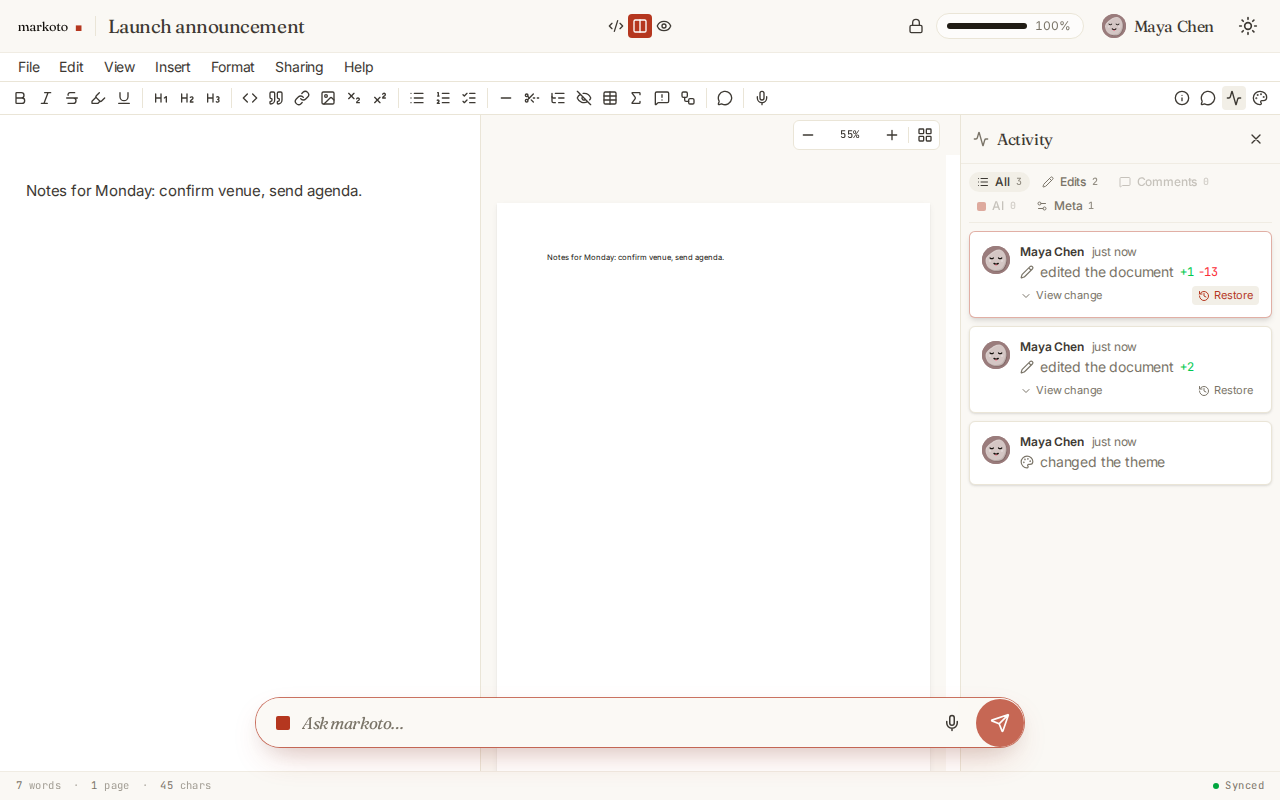 markoto
Launch announcement
100%
Maya Chen
File Edit View Insert Format Sharing Help
H1 H2 H3
x2 x2
55%
Activity
All 3 Edits 2 Comments 0
AI 0 Meta 1
Notes for Monday: confirm venue, send agenda.
Notes for Monday: confirm venue, send agenda.
Maya Chen just now
edited the document +1 -13
View change Restore
Maya Chen just now
edited the document +2
View change Restore
Maya Chen just now
changed the theme
Ask markoto...
7 words · 1 page · 45 chars
Synced